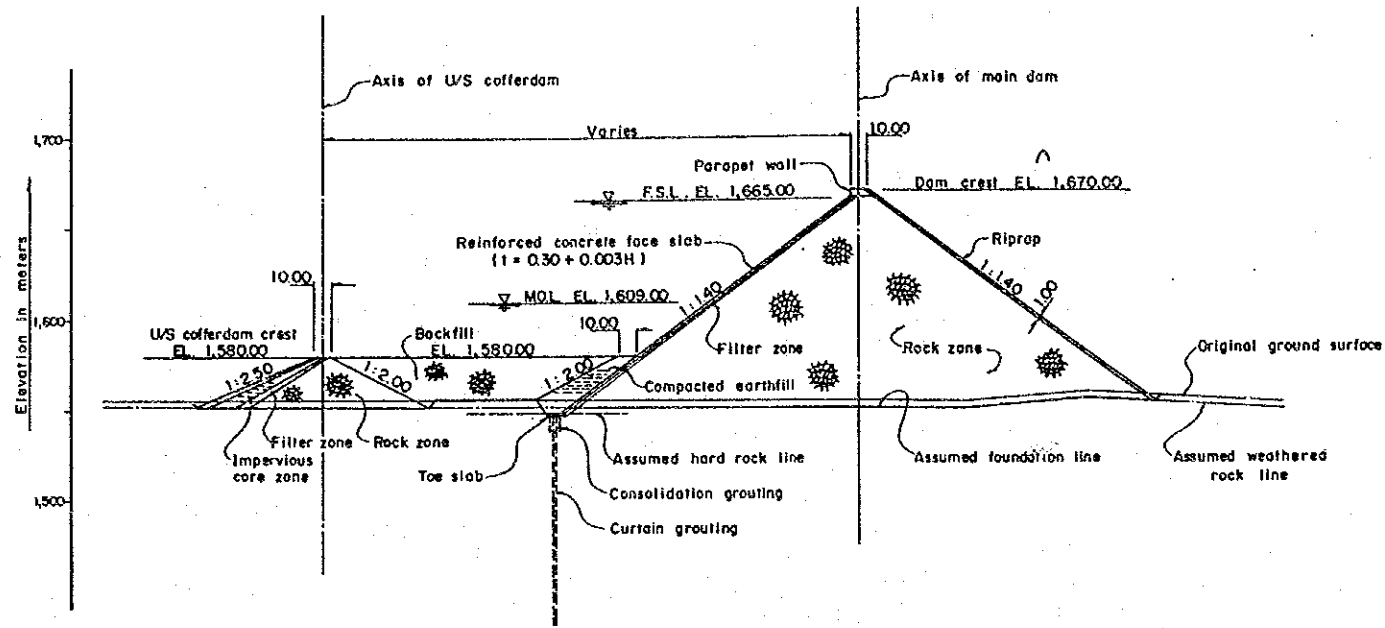 Axis of U/S cofferdam
Axis of main dam
1,700
Varies
10.00
Parapet wall
F.S.L. EL. 1,665.00
Dam crest EL. 1,670.00
Elevation in meters
Reinforced concrete face slab
(t = 0.30 + 0.003H)
Riprap
10.00
1:1.40
1:1.40
1.00
MOL. EL. 1,609.00
1,600
U/S cofferdam crest
EL. 1,580.00
Backfill
EL. 1,580.00
10.00
Filter zone
Rock zone
Original ground surface
1:2.50
1:2.00
1:2.00
Compacted earthfill
Filter zone
Rock zone
Impervious
core zone
Toe slab
Assumed hard rock line
Assumed foundation line
Assumed weathered
rock line
1,500
Consolidation grouting
Curtain grouting